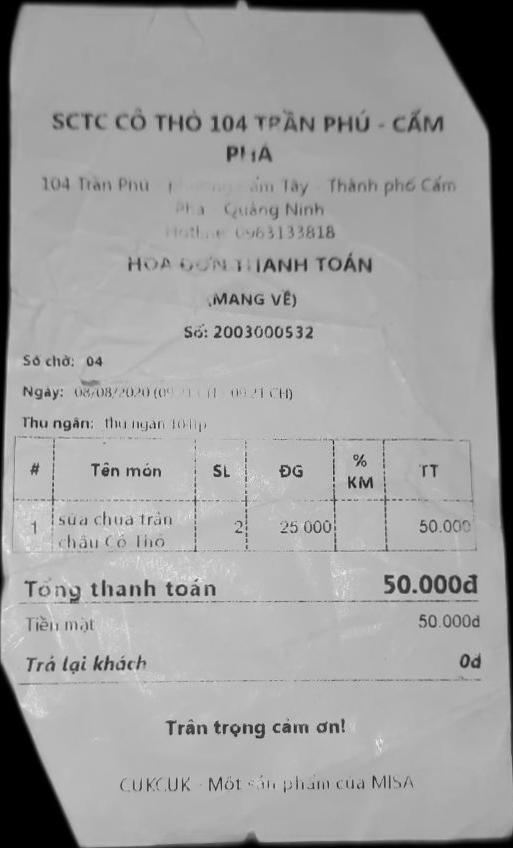 SCTC CÔ THỎ 104 TRẦN PHÚ - CẨM
PHẢ
104 Trần Phú - phường Cẩm Tây - Thành phố Cẩm
Phả - Quảng Ninh
Hotline: 0963133818
HÓA ĐƠN THANH TOÁN
(MANG VỀ)
Số: 2003000532
Số chờ: 04
Ngày: 08/08/2020 (09:21 CH - 09:21 CH)
Thu ngân: thu ngân 104tp
# Tên món SL ĐG % KM TT
1 sữa chua trân 2 25.000 50.000
châu Cô Thỏ
Tổng thanh toán 50.000đ
Tiền mặt 50.000đ
Trả lại khách 0đ
Trân trọng cảm ơn!
CUKCUK - Một sản phẩm của MISA